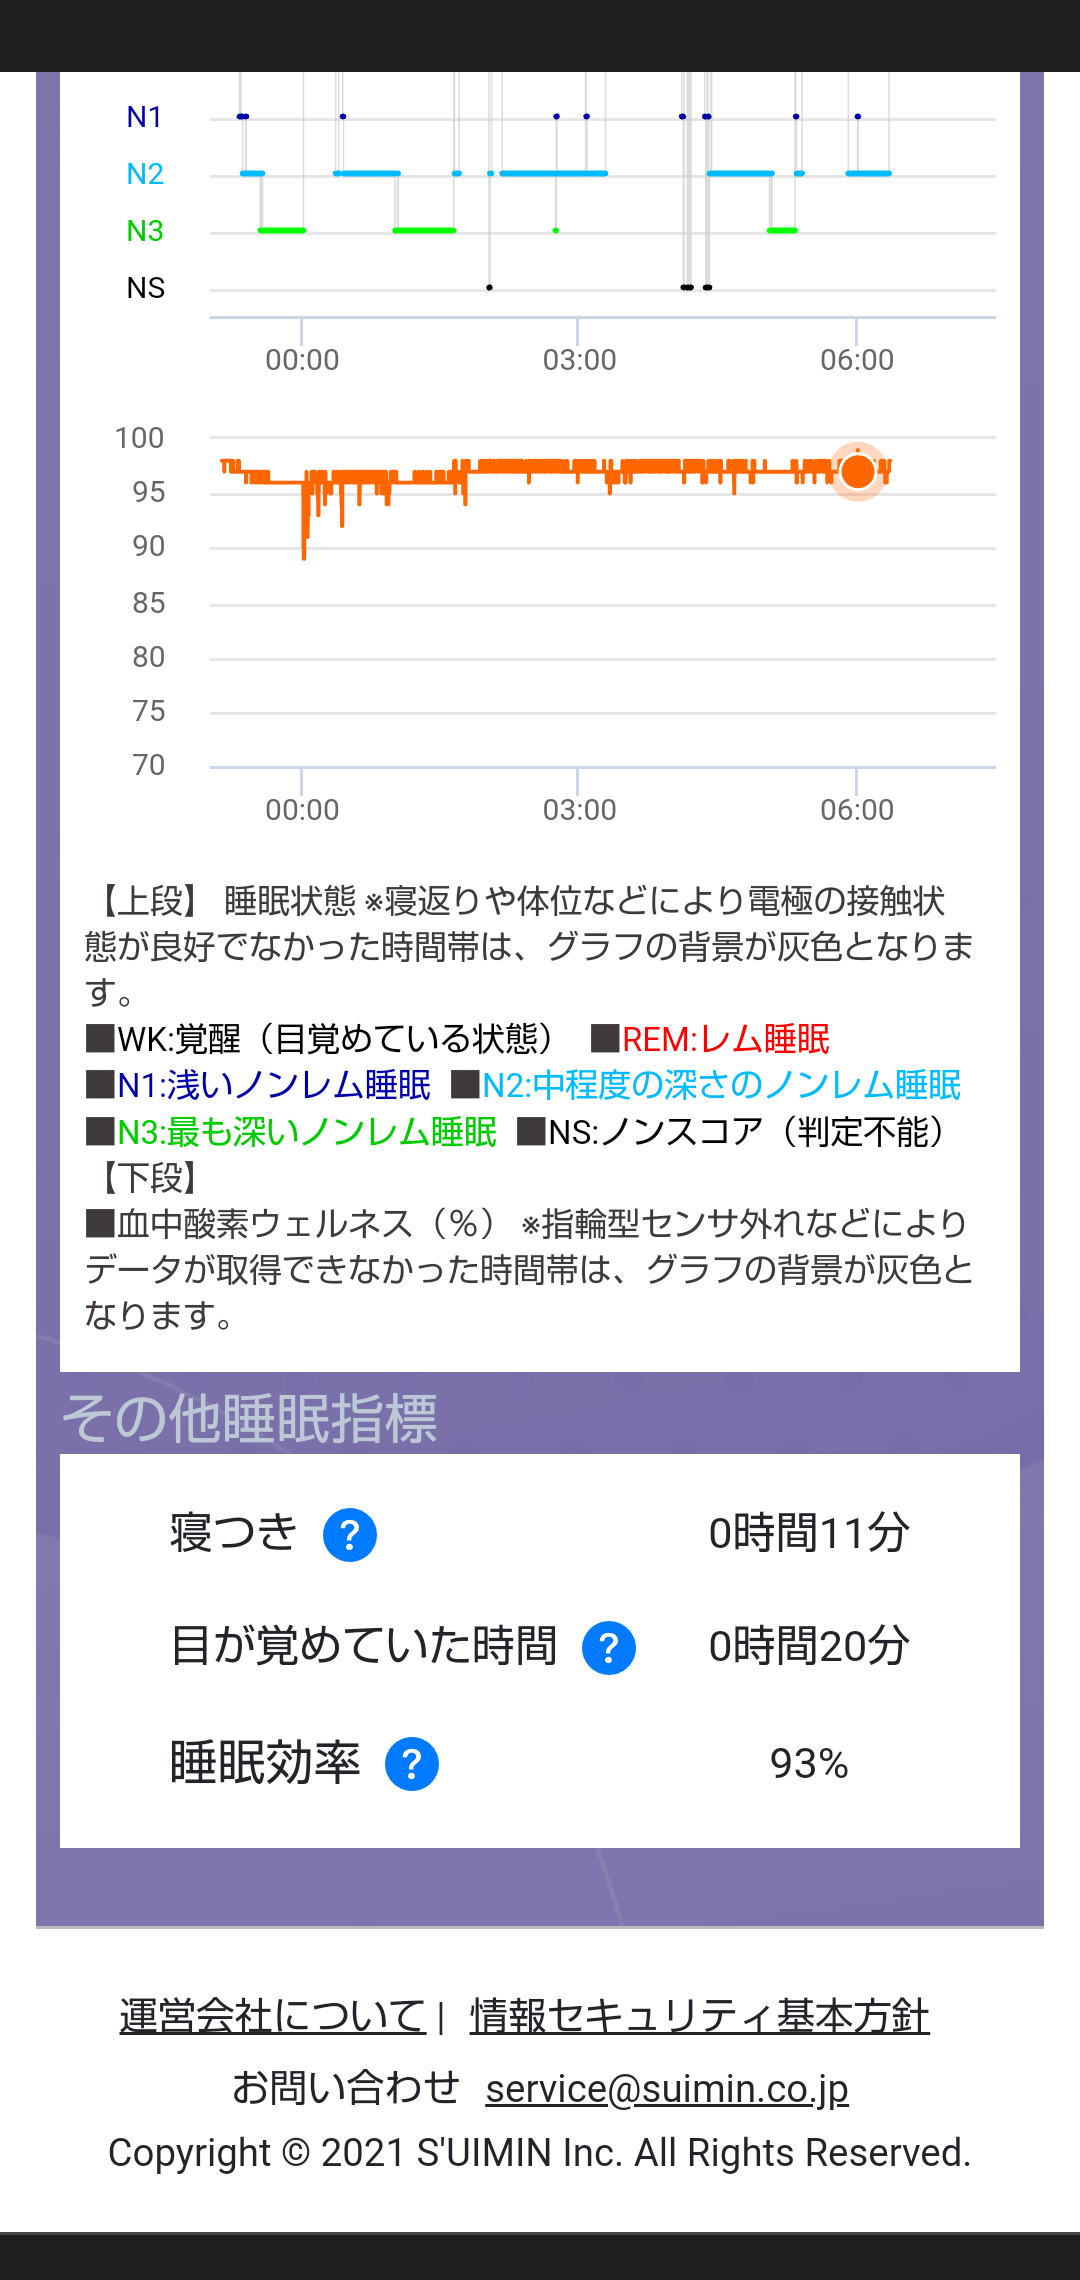 N1
N2
N3
NS
00:00 03:00 06:00
100
95
90
85
80
75
70
00:00 03:00 06:00
【上段】 睡眠状態 ※寝返りや体位などにより電極の接触状
態が良好でなかった時間帯は、グラフの背景が灰色となりま
す。
■WK:覚醒（目覚めている状態） ■REM:レム睡眠
■N1:浅いノンレム睡眠 ■N2:中程度の深さのノンレム睡眠
■N3:最も深いノンレム睡眠 ■NS:ノンスコア（判定不能）
【下段】
■血中酸素ウェルネス（％） ※指輪型センサ外れなどにより
データが取得できなかった時間帯は、グラフの背景が灰色と
なります。
その他睡眠指標
寝つき ? 0時間11分
目が覚めていた時間 ? 0時間20分
睡眠効率 ? 93%
運営会社について | 情報セキュリティ基本方針
お問い合わせ service@suimin.co.jp
Copyright © 2021 S'UIMIN Inc. All Rights Reserved.